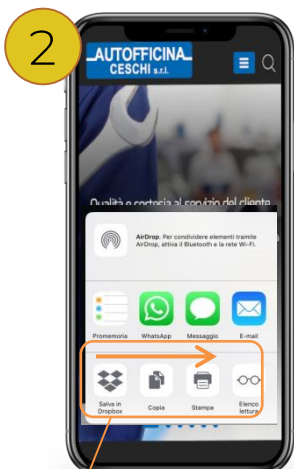 2
AUTOFFICINA
CESCHI s.r.l.
Qualità e cortesia al servizio del cliente
AirDrop. Per condividere elementi tramite
AirDrop, attiva il Bluetooth e la rete Wi-Fi.
Promemoria WhatsApp Messaggio E-mail
Salva in Dropbox Copia Stampa Elenco lettura